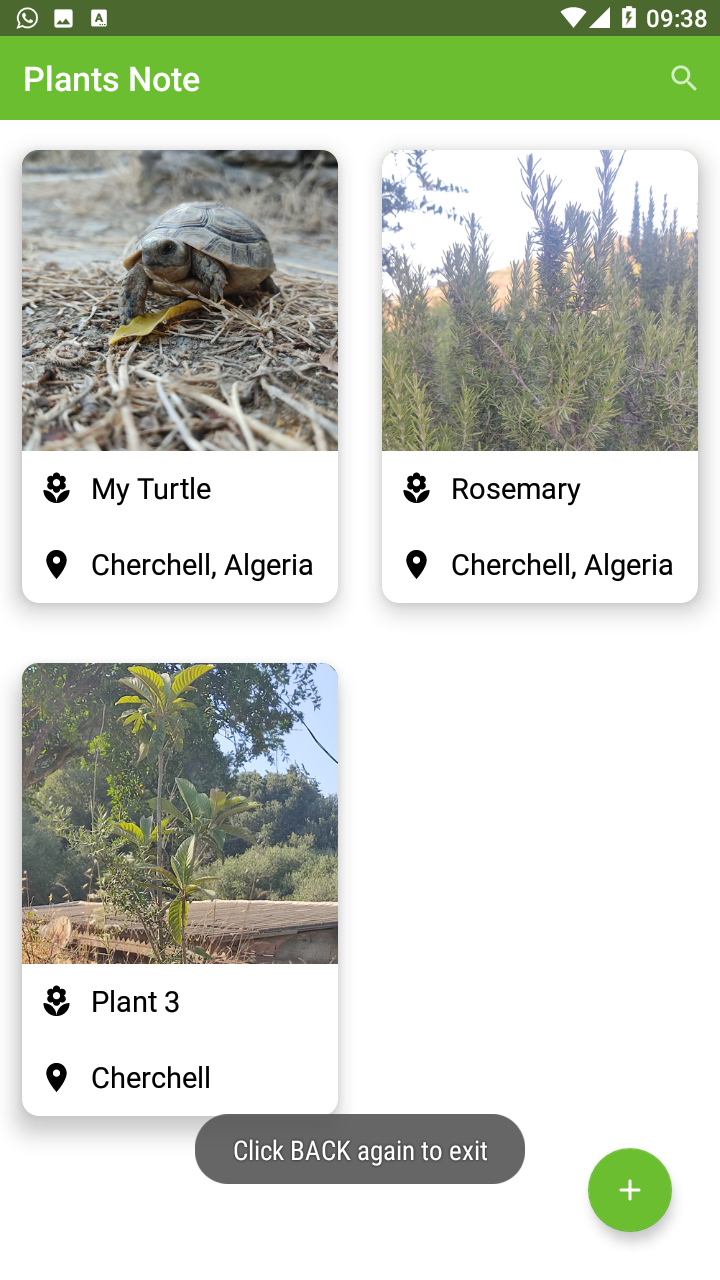 09:38
Plants Note
My Turtle
Cherchell, Algeria
Rosemary
Cherchell, Algeria
Plant 3
Cherchell
Click BACK again to exit